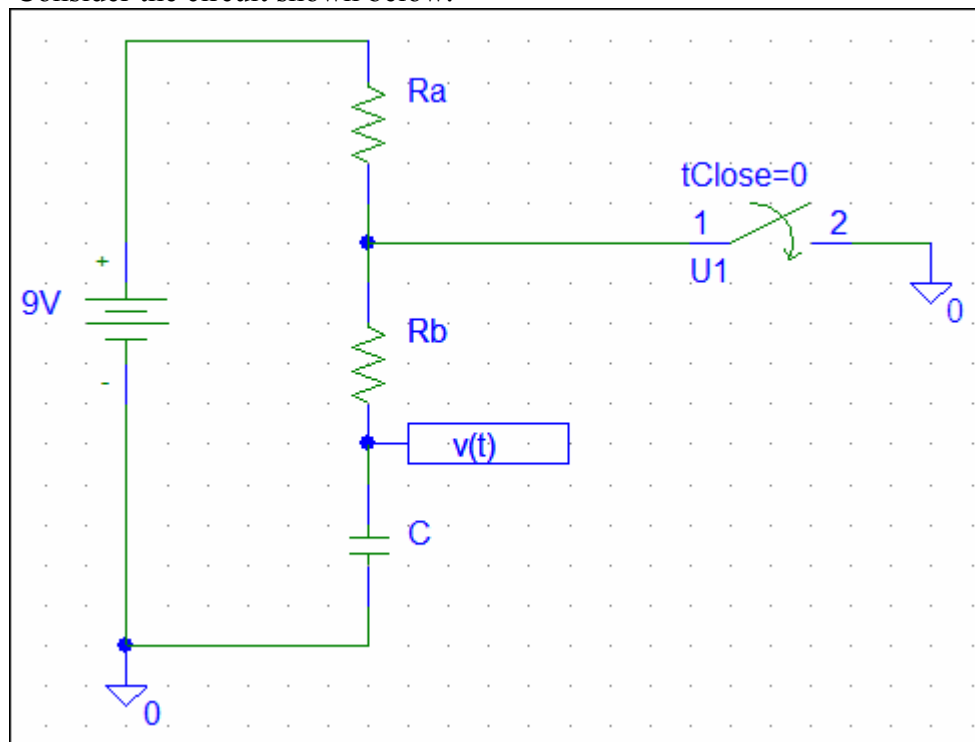 Consider the circuit shown below.
Ra
tClose=0
1
2
U1
0
+
9V
-
Rb
v(t)
C
0